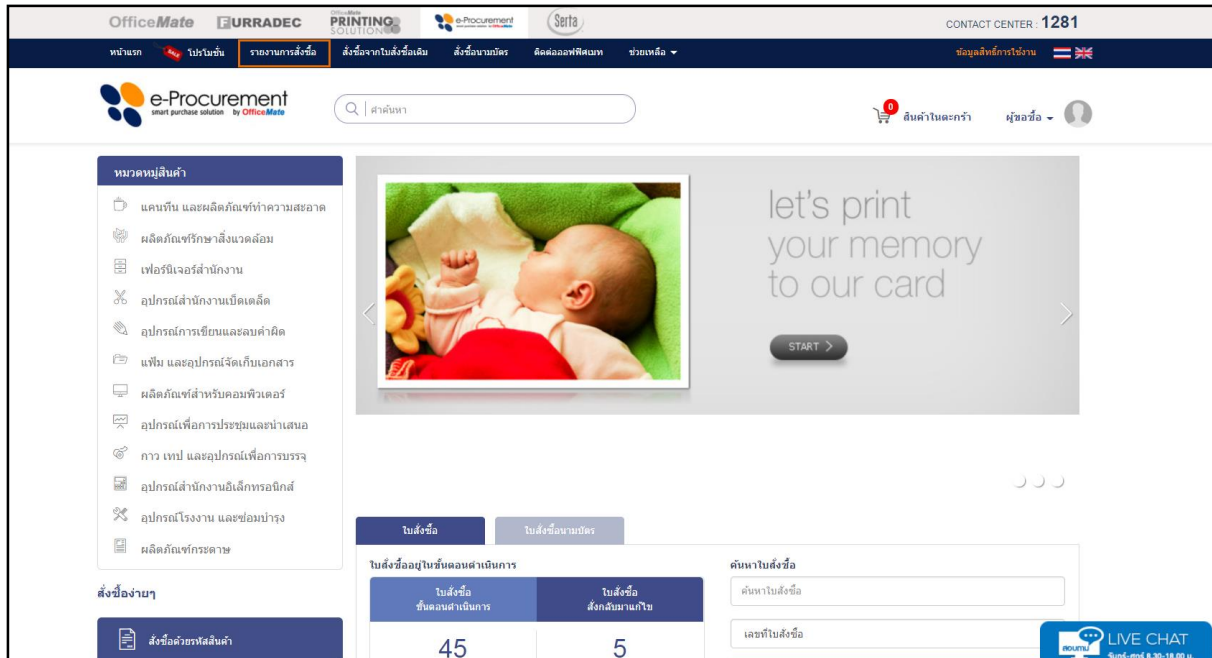 OfficeMate
FURRADEC
OfficeMate
PRINTING
SOLUTION
e-Procurement
Serta
CONTACT CENTER : 1281
หน้าแรก SALE โปรโมชั่น รายงานการสั่งซื้อ สั่งซื้อจากใบสั่งซื้อเดิม สั่งซื้อนามบัตร ติดต่อออฟฟิศเมท ช่วยเหลือ
ข้อมูลสิทธิ์การใช้งาน
e-Procurement
smart purchase solution by OfficeMate
คำค้นหา
0 สินค้าในตะกร้า ผู้ขอซื้อ
หมวดหมู่สินค้า
แคนทีน และผลิตภัณฑ์ทำความสะอาด
ผลิตภัณฑ์รักษาสิ่งแวดล้อม
เฟอร์นิเจอร์สำนักงาน
อุปกรณ์สำนักงานเบ็ดเตล็ด
อุปกรณ์การเขียนและลบคำผิด
แฟ้ม และอุปกรณ์จัดเก็บเอกสาร
ผลิตภัณฑ์สำหรับคอมพิวเตอร์
อุปกรณ์เพื่อการประชุมและนำเสนอ
กาว เทป และอุปกรณ์เพื่อการบรรจุ
อุปกรณ์สำนักงานอิเล็กทรอนิกส์
อุปกรณ์โรงงาน และซ่อมบำรุง
ผลิตภัณฑ์กระดาษ
สั่งซื้อง่ายๆ
สั่งซื้อด้วยรหัสสินค้า
let's print
your memory
to our card
START >
ใบสั่งซื้อ ใบสั่งซื้อนามบัตร
ใบสั่งซื้ออยู่ในขั้นตอนดำเนินการ
ใบสั่งซื้อ
ขั้นตอนดำเนินการ
ใบสั่งซื้อ
สั่งกลับมาแก้ไข
45
5
ค้นหาใบสั่งซื้อ
ค้นหาใบสั่งซื้อ
เลขที่ใบสั่งซื้อ
สอบถาม
LIVE CHAT
จันทร์-ศุกร์ 8.30-18.00 น.